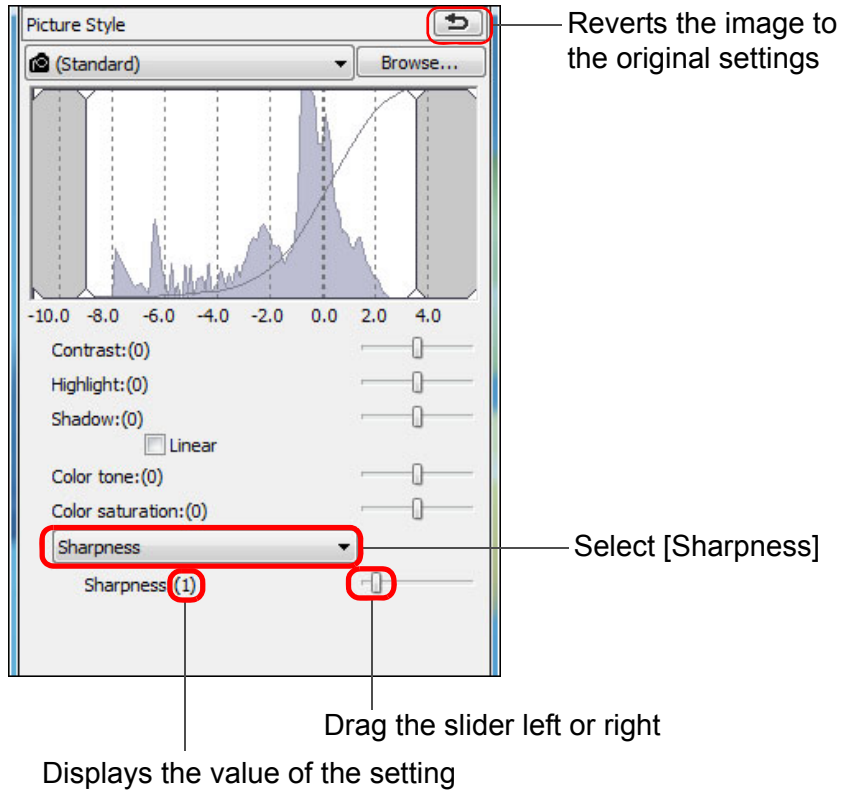 Picture Style
Reverts the image to
the original settings
(Standard)
Browse...
-10.0 -8.0 -6.0 -4.0 -2.0 0.0 2.0 4.0
Contrast:(0)
Highlight:(0)
Shadow:(0)
Linear
Color tone:(0)
Color saturation:(0)
Sharpness
Select [Sharpness]
Sharpness:(1)
Drag the slider left or right
Displays the value of the setting